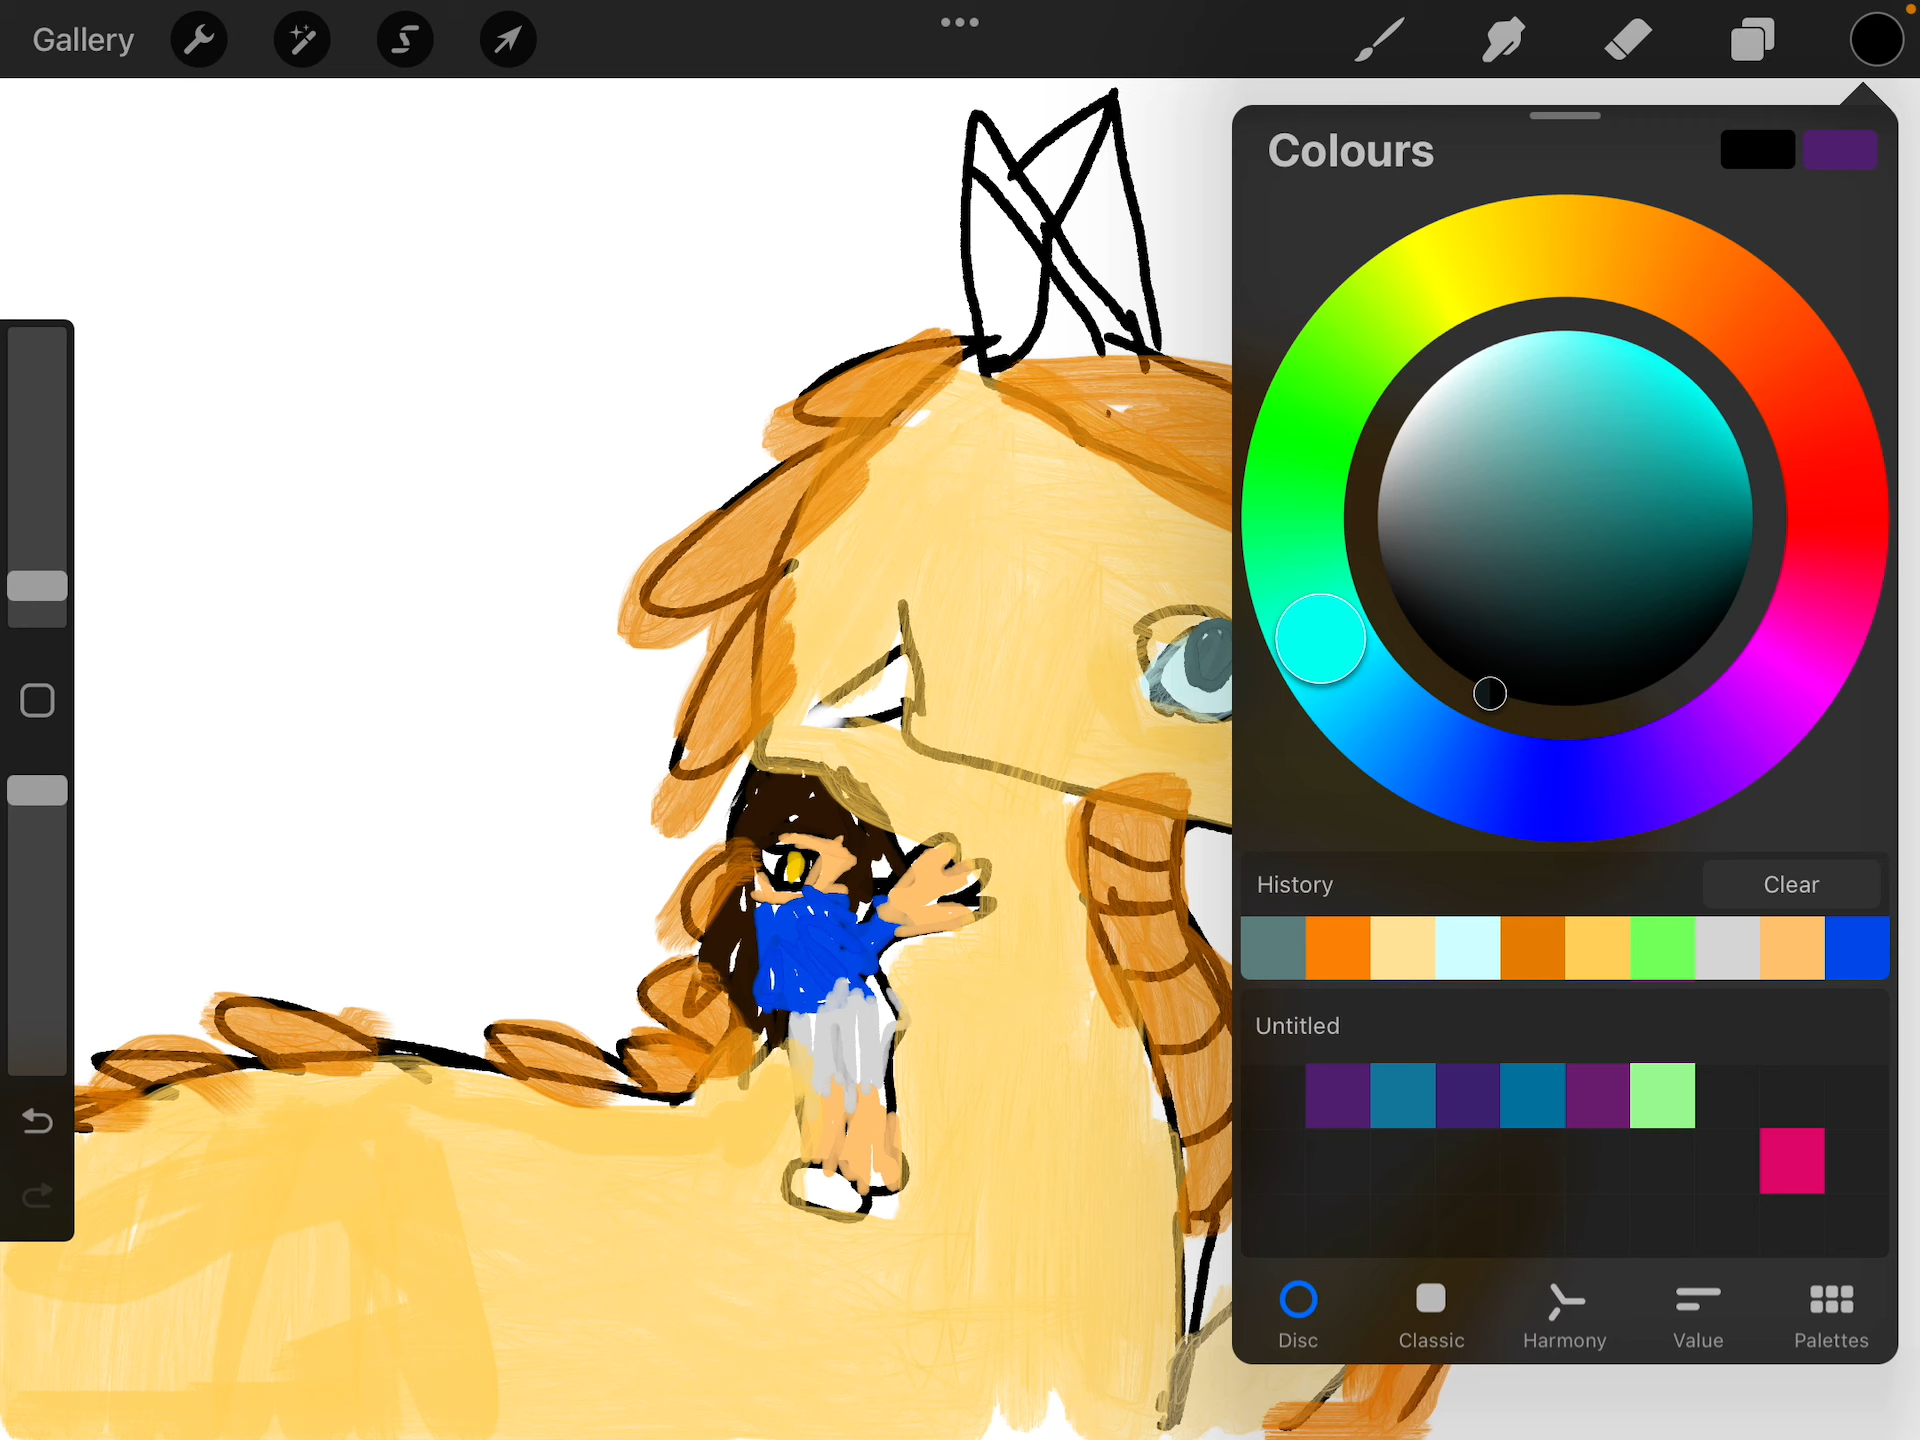 Gallery
Colours
History
Clear
Untitled
Disc
Classic
Harmony
Value
Palettes